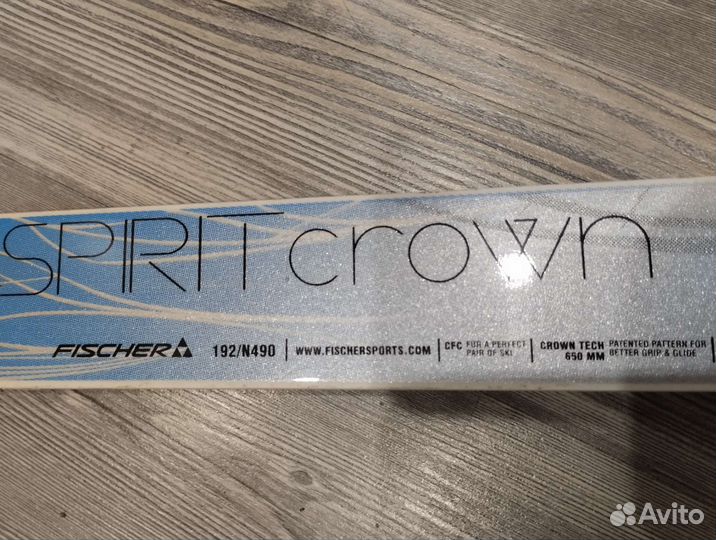 SPIRIT crown
FISCHER 192/N490 | WWW.FISCHERSPORTS.COM | CFC FOR A PERFECT PAIR OF SKI | CROWN TECH 650 MM PATENTED PATTERN FOR BETTER GRIP & GLIDE |
Avito